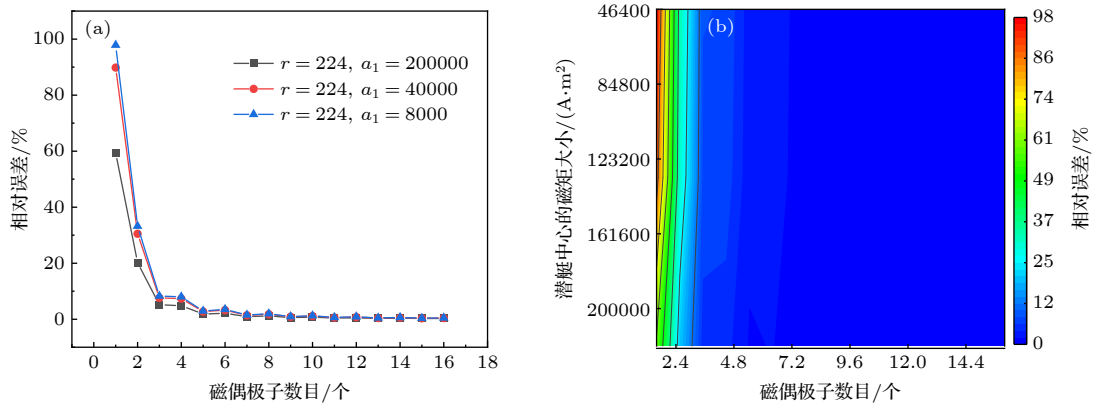 (a)
100
80
60
40
20
0
0 2 4 6 8 10 12 14 16 18
相对误差/%
磁偶极子数目/个
r = 224, a₁ = 200000
r = 224, a₁ = 40000
r = 224, a₁ = 8000
(b)
46400
84800
123200
161600
200000
2.4 4.8 7.2 9.6 12.0 14.4
潜艇中心的磁矩大小/(A·m²)
磁偶极子数目/个
98
86
74
61
49
37
25
12
0
相对误差/%